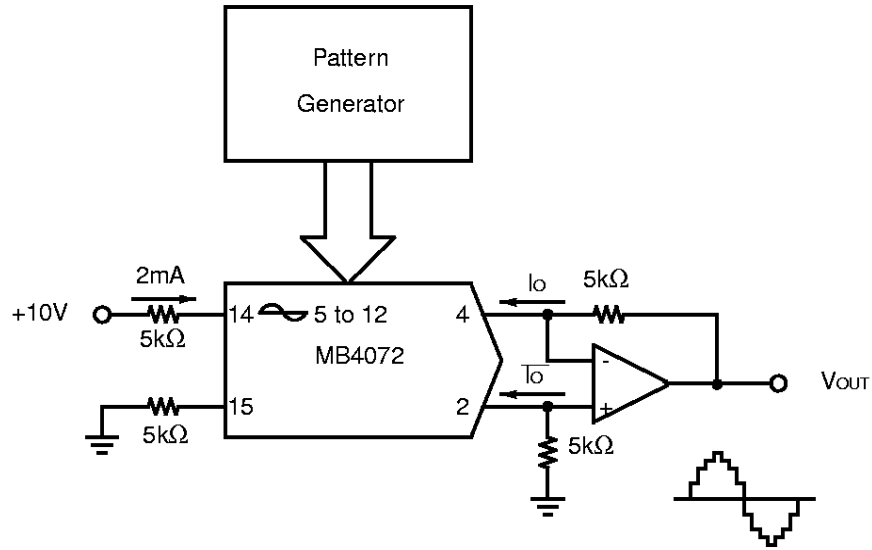 Pattern
Generator
2mA
+10V
5kΩ
14
5 to 12
MB4072
4
Io
5kΩ
-
VOUT
15
5kΩ
2
Io
+
5kΩ